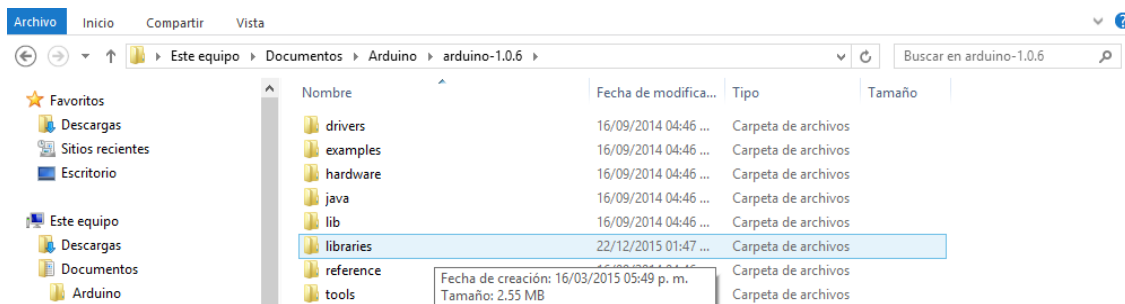 Archivo Inicio Compartir Vista
Este equipo Documentos Arduino arduino-1.0.6 Buscar en arduino-1.0.6
Favoritos
Descargas
Sitios recientes
Escritorio
Este equipo
Descargas
Documentos
Arduino
Nombre Fecha de modifica... Tipo Tamaño
drivers 16/09/2014 04:46 ... Carpeta de archivos
examples 16/09/2014 04:46 ... Carpeta de archivos
hardware 16/09/2014 04:46 ... Carpeta de archivos
java 16/09/2014 04:46 ... Carpeta de archivos
lib 16/09/2014 04:46 ... Carpeta de archivos
libraries 22/12/2015 01:47 ... Carpeta de archivos
reference Carpeta de archivos
tools Carpeta de archivos
Fecha de creación: 16/03/2015 05:49 p. m.
Tamaño: 2.55 MB